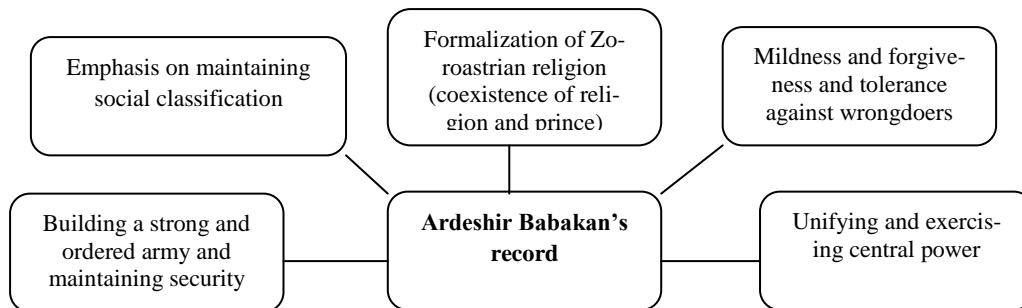 Emphasis on maintaining
social classification
Formalization of Zo-
roastrian religion
(coexistence of reli-
gion and prince)
Mildness and forgive-
ness and tolerance
against wrongdoers
Building a strong and
ordered army and
maintaining security
Ardeshir Babakan’s
record
Unifying and exercis-
ing central power